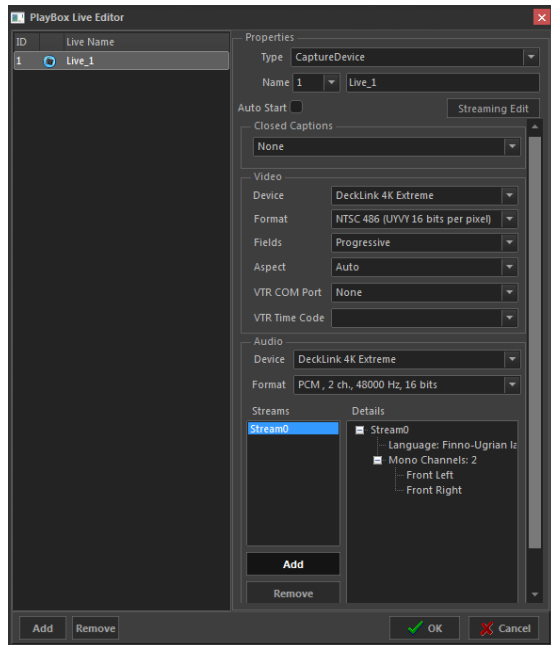 PlayBox Live Editor
ID Live Name
1 Live_1
Properties
Type CaptureDevice
Name 1 Live_1
Auto Start Streaming Edit
Closed Captions
None
Video
Device DeckLink 4K Extreme
Format NTSC 486 (UYVY 16 bits per pixel)
Fields Progressive
Aspect Auto
VTR COM Port None
VTR Time Code
Audio
Device DeckLink 4K Extreme
Format PCM , 2 ch., 48000 Hz, 16 bits
Streams Details
Stream0 Stream0
Language: Finno-Ugrian la
Mono Channels: 2
Front Left
Front Right
Add
Remove
Add Remove OK Cancel